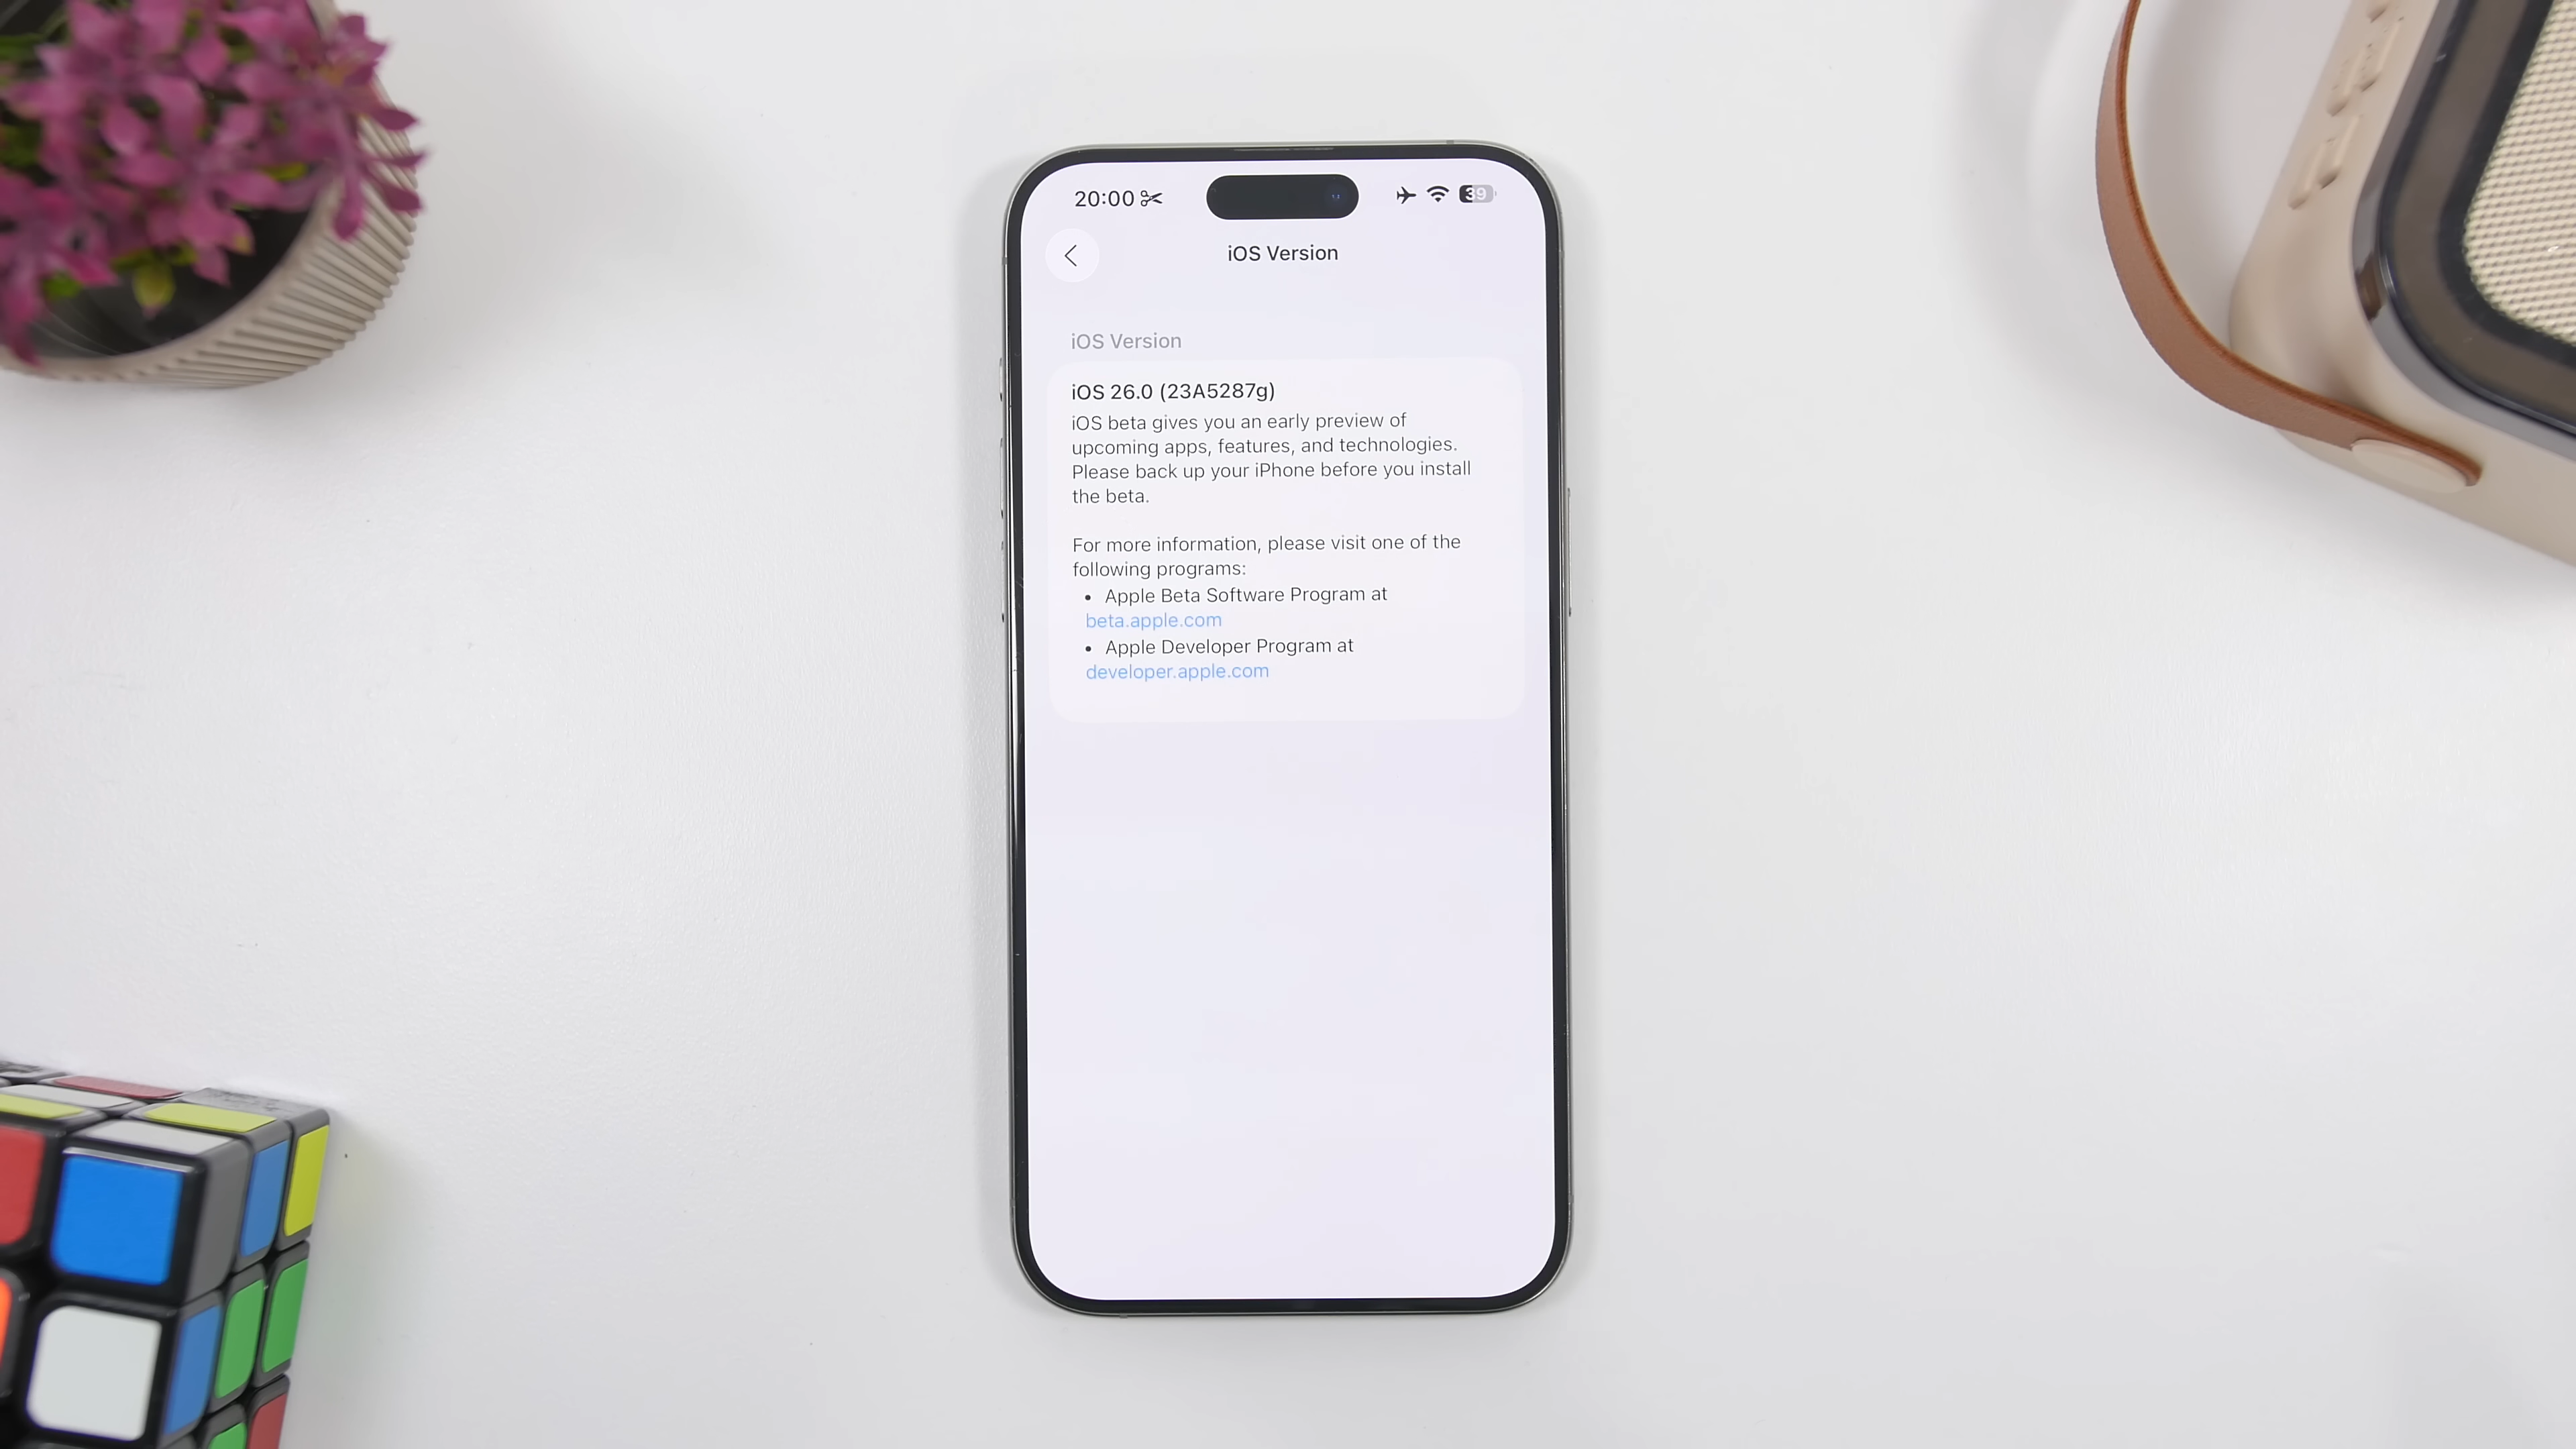 20:00
39
iOS Version
iOS Version
iOS 26.0 (23A5287g)
iOS beta gives you an early preview of
upcoming apps, features, and technologies.
Please back up your iPhone before you install
the beta.
For more information, please visit one of the
following programs:
• Apple Beta Software Program at
beta.apple.com
• Apple Developer Program at
developer.apple.com